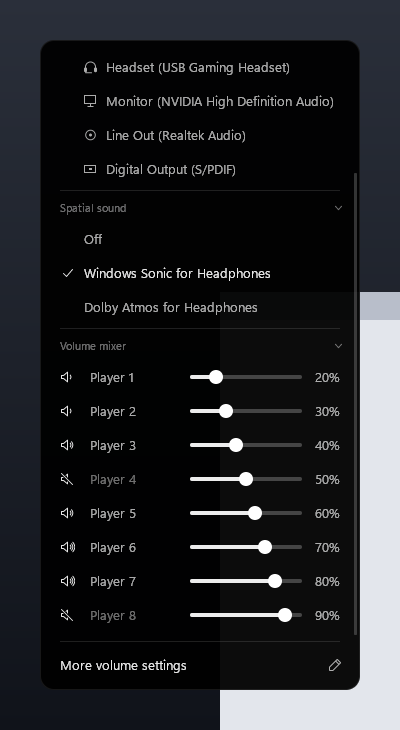 Headset (USB Gaming Headset)
Monitor (NVIDIA High Definition Audio)
Line Out (Realtek Audio)
Digital Output (S/PDIF)
Spatial sound
Off
Windows Sonic for Headphones
Dolby Atmos for Headphones
Volume mixer
Player 1 20%
Player 2 30%
Player 3 40%
Player 4 50%
Player 5 60%
Player 6 70%
Player 7 80%
Player 8 90%
More volume settings